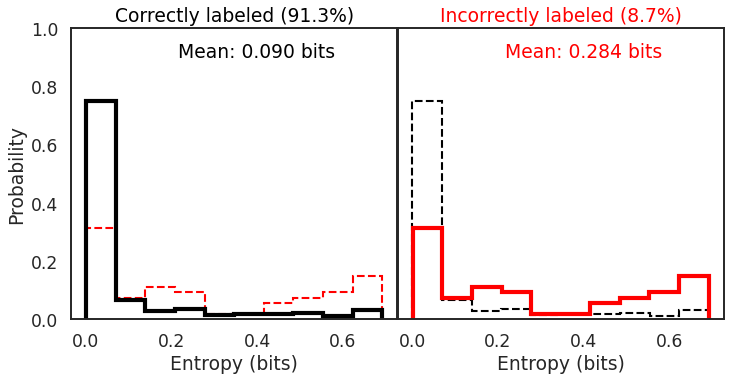 Correctly labeled (91.3%)
Incorrectly labeled (8.7%)
Mean: 0.090 bits
Mean: 0.284 bits
Probability
1.0
0.8
0.6
0.4
0.2
0.0
0.0 0.2 0.4 0.6
0.0 0.2 0.4 0.6
Entropy (bits)
Entropy (bits)